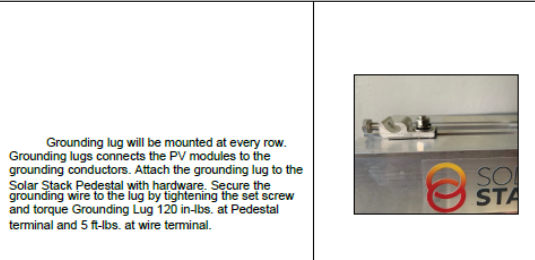 Grounding lug will be mounted at every row.
Grounding lugs connects the PV modules to the
grounding conductors. Attach the grounding lug to the
Solar Stack Pedestal with hardware. Secure the
grounding wire to the lug by tightening the set screw
and torque Grounding Lug 120 in-lbs. at Pedestal
terminal and 5 ft-lbs. at wire terminal.
SO
STA